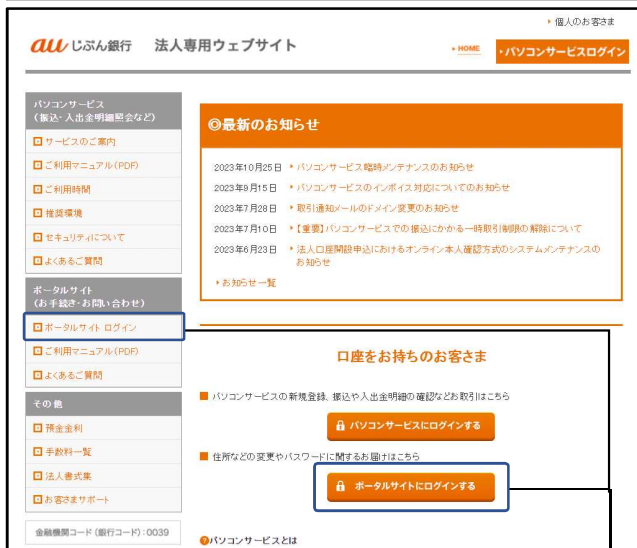 個人のお客さま
au じぶん銀行 法人専用ウェブサイト
HOME
パソコンサービスログイン
パソコンサービス
(振込・入出金明細照会など)
サービスのご案内
ご利用マニュアル(PDF)
ご利用時間
推奨環境
セキュリティについて
よくあるご質問
ポータルサイト
(お手続き・お問い合わせ)
ポータルサイト ログイン
ご利用マニュアル(PDF)
よくあるご質問
その他
預金金利
手数料一覧
法人書式集
お客さまサポート
金融機関コード(銀行コード):0039
◎最新のお知らせ
2023年10月25日 パソコンサービス臨時メンテナンスのお知らせ
2023年9月15日 パソコンサービスのインボイス対応についてのお知らせ
2023年7月28日 取引通知メールのドメイン変更のお知らせ
2023年7月10日 【重要】パソコンサービスでの振込にかかる一時取引制限の解除について
2023年6月23日 法人口座開設申込におけるオンライン本人確認方式のシステムメンテナンスの
お知らせ
お知らせ一覧
口座をお持ちのお客さま
パソコンサービスの新規登録、振込や入出金明細の確認などお取引はこちら
パソコンサービスにログインする
住所などの変更やパスワードに関するお届けはこちら
ポータルサイトにログインする
パソコンサービスとは